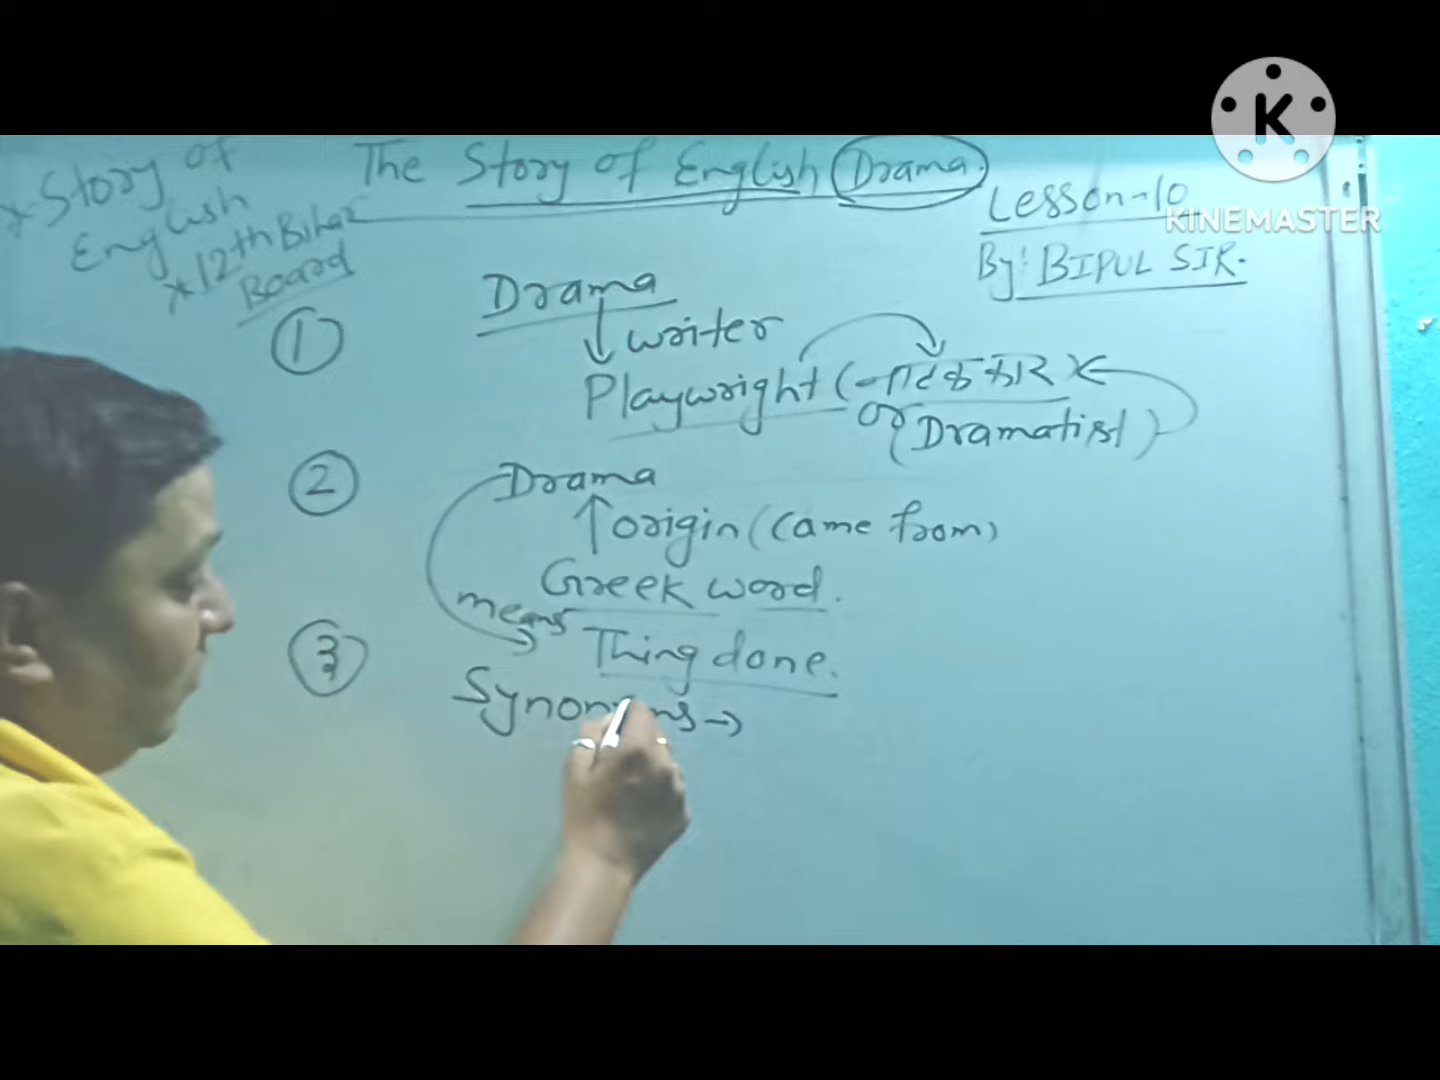 The Story of English Drama.
* Story of
English
* 12th Bihar
Board
Lesson-10
KINEMASTER
By: BIPUL SIR.
① Drama
↓ writer
Playwright (नाटककार)
or (Dramatist)
② Drama
↑ origin (came from)
Greek word.
means
Thing done.
③ Synonyms →